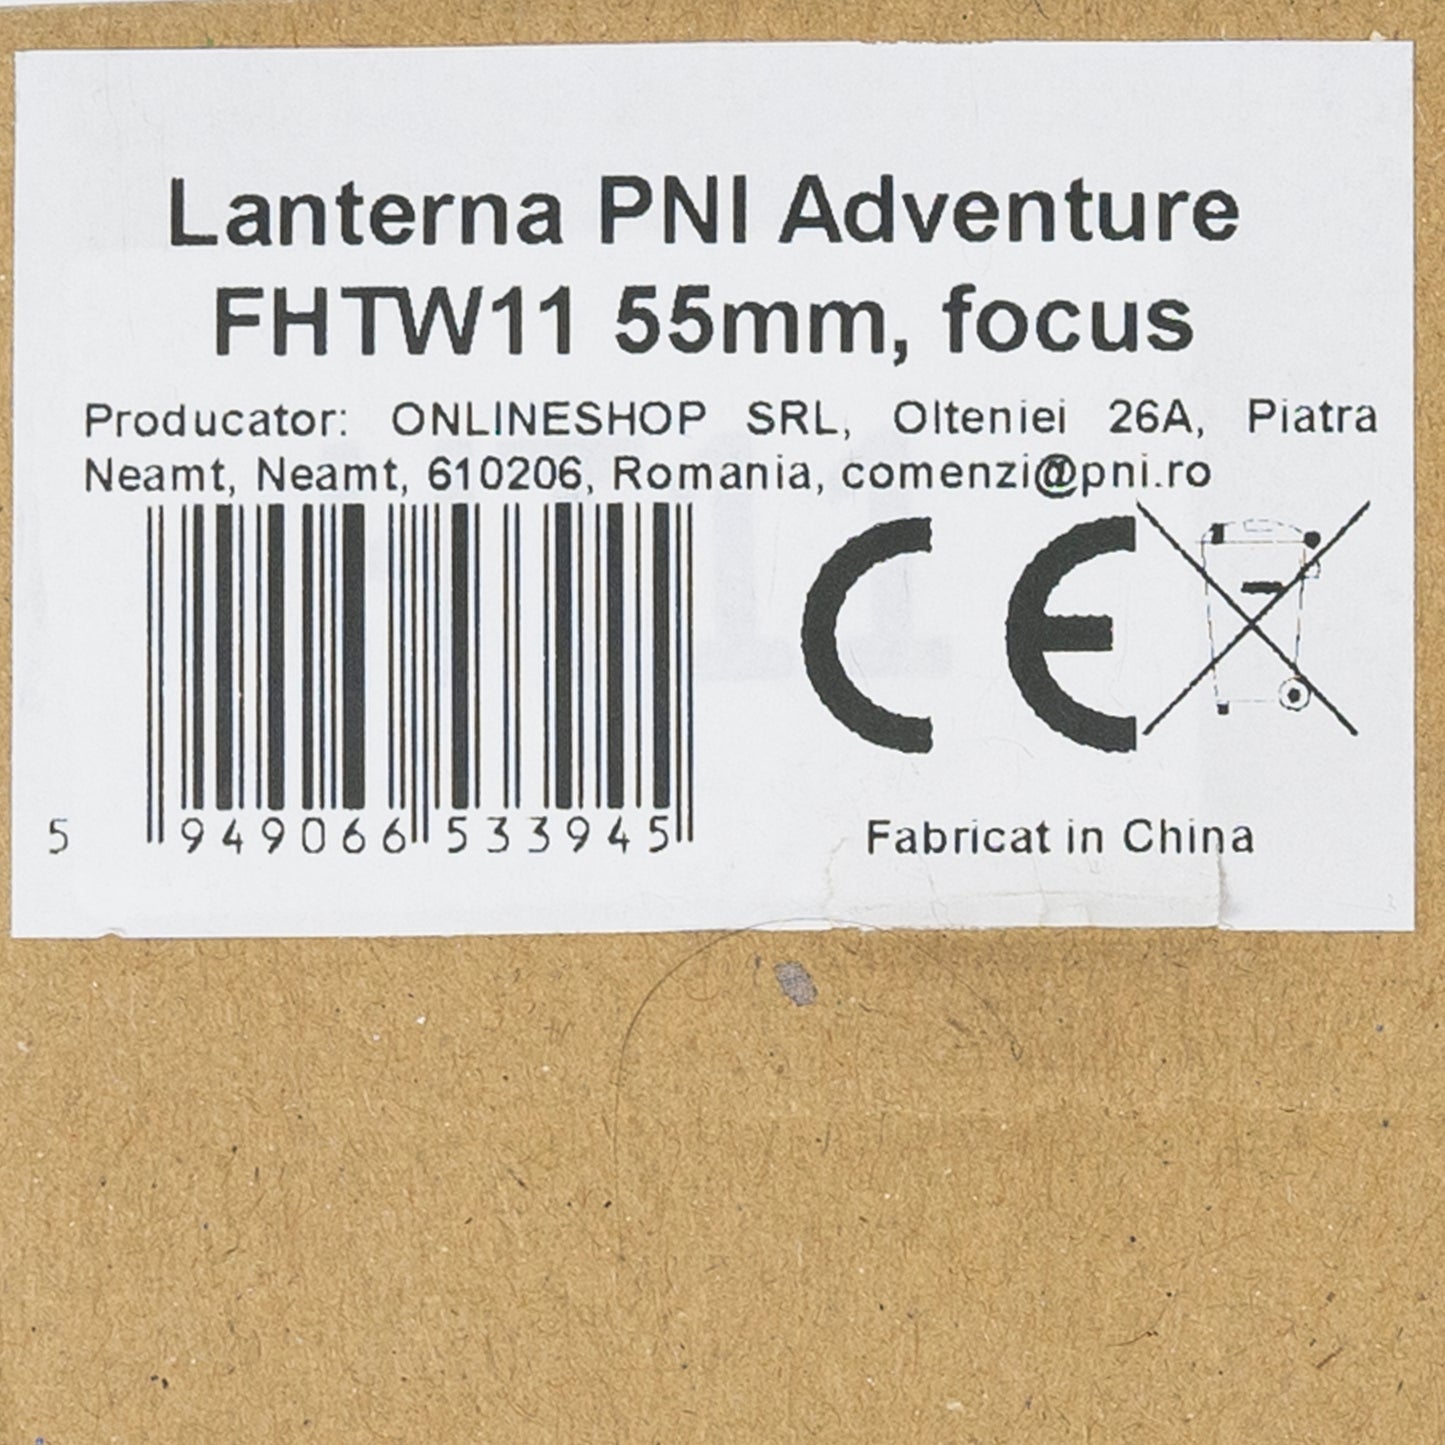 Lanterna PNI Adventure
FHTW11 55mm, focus
Producator: ONLINESHOP SRL, Olteniei 26A, Piatra
Neamt, Neamt, 610206, Romania, comenzi@pni.ro
CE
5 949066 533945
Fabricat in China